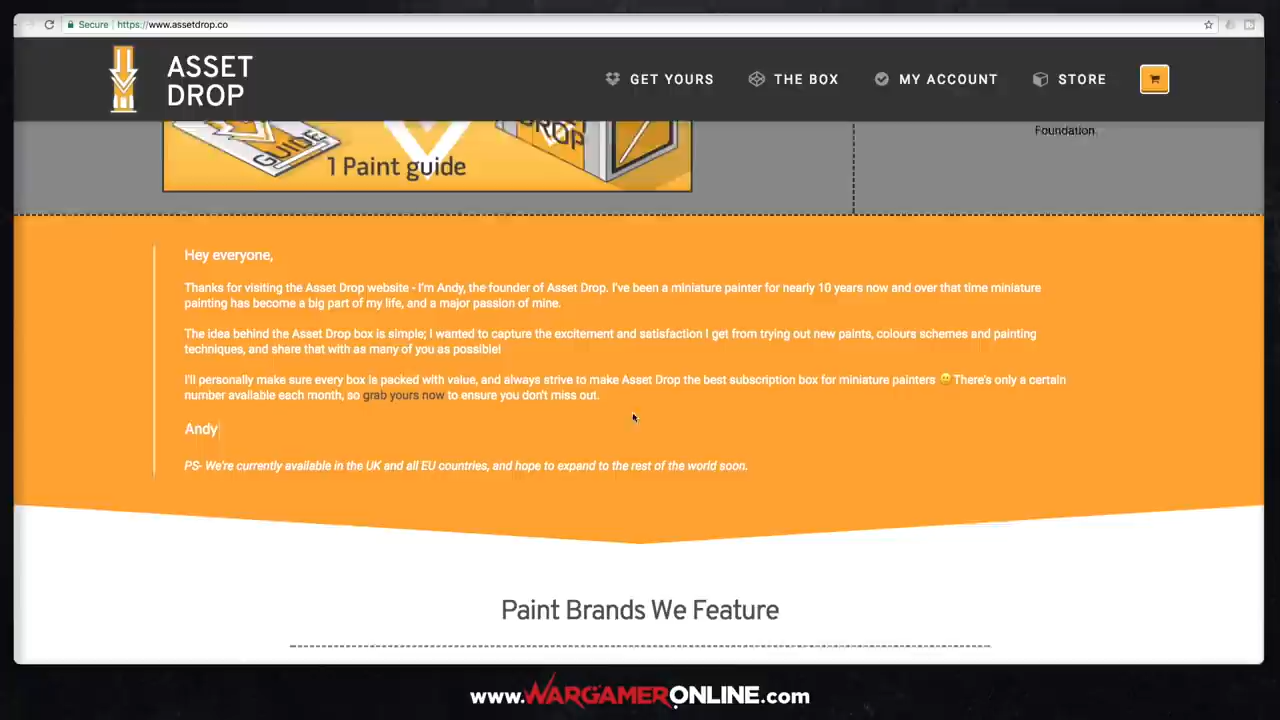 Secure
https://www.assetdrop.co
ASSET
DROP
GET YOURS
THE BOX
MY ACCOUNT
STORE
Foundation
GUIDE
DROP
1 Paint guide
Hey everyone,
Thanks for visiting the Asset Drop website - I'm Andy, the founder of Asset Drop. I've been a miniature painter for nearly 10 years now and over that time miniature
painting has become a big part of my life, and a major passion of mine.
The idea behind the Asset Drop box is simple; I wanted to capture the excitement and satisfaction I get from trying out new paints, colours schemes and painting
techniques, and share that with as many of you as possible!
I'll personally make sure every box is packed with value, and always strive to make Asset Drop the best subscription box for miniature painters 🙂There's only a certain
number available each month, so grab yours now to ensure you don't miss out.
Andy
PS- We're currently available in the UK and all EU countries, and hope to expand to the rest of the world soon.
Paint Brands We Feature
www.WARGAMERONLINE.com